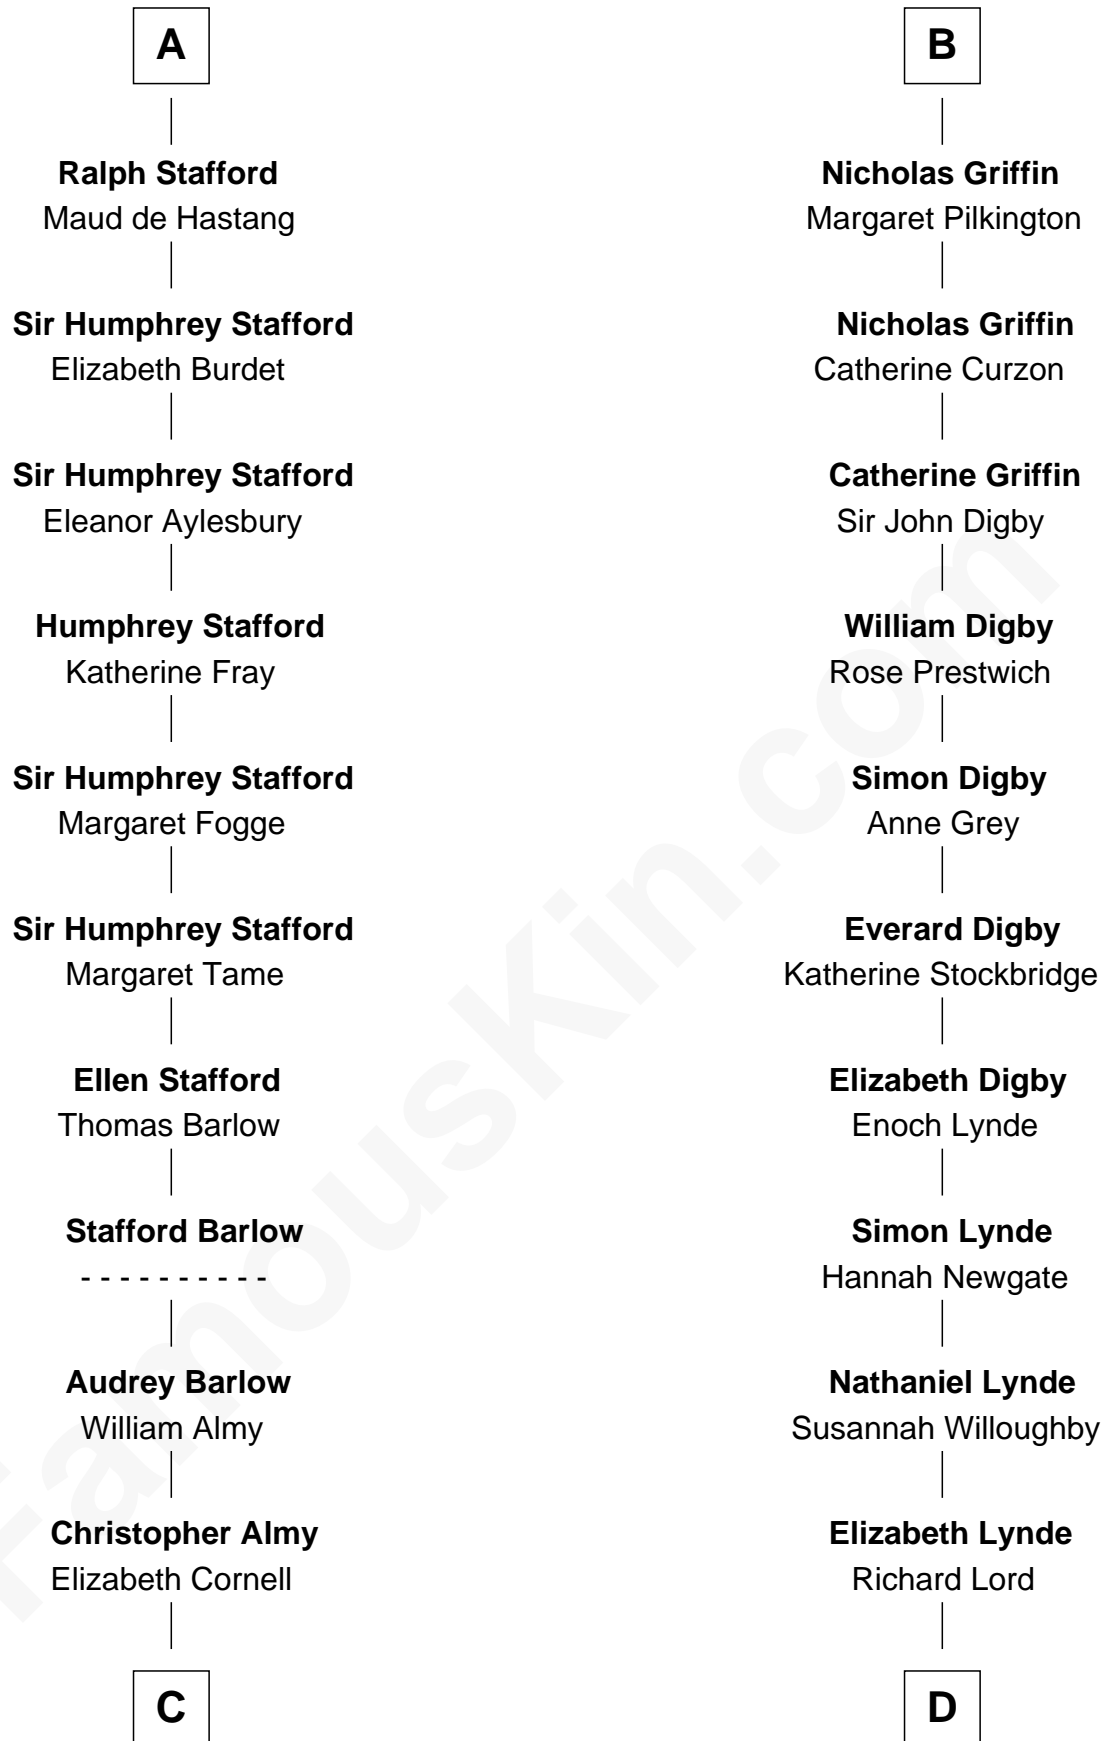 A
Ralph Stafford
Maud de Hastang
Sir Humphrey Stafford
Elizabeth Burdet
Sir Humphrey Stafford
Eleanor Aylesbury
Humphrey Stafford
Katherine Fray
Sir Humphrey Stafford
Margaret Fogge
Sir Humphrey Stafford
Margaret Tame
Ellen Stafford
Thomas Barlow
Stafford Barlow
- - - - - - - - - -
Audrey Barlow
William Almy
Christopher Almy
Elizabeth Cornell
C
B
Nicholas Griffin
Margaret Pilkington
Nicholas Griffin
Catherine Curzon
Catherine Griffin
Sir John Digby
William Digby
Rose Prestwich
Simon Digby
Anne Grey
Everard Digby
Katherine Stockbridge
Elizabeth Digby
Enoch Lynde
Simon Lynde
Hannah Newgate
Nathaniel Lynde
Susannah Willoughby
Elizabeth Lynde
Richard Lord
D
FamousKin.com